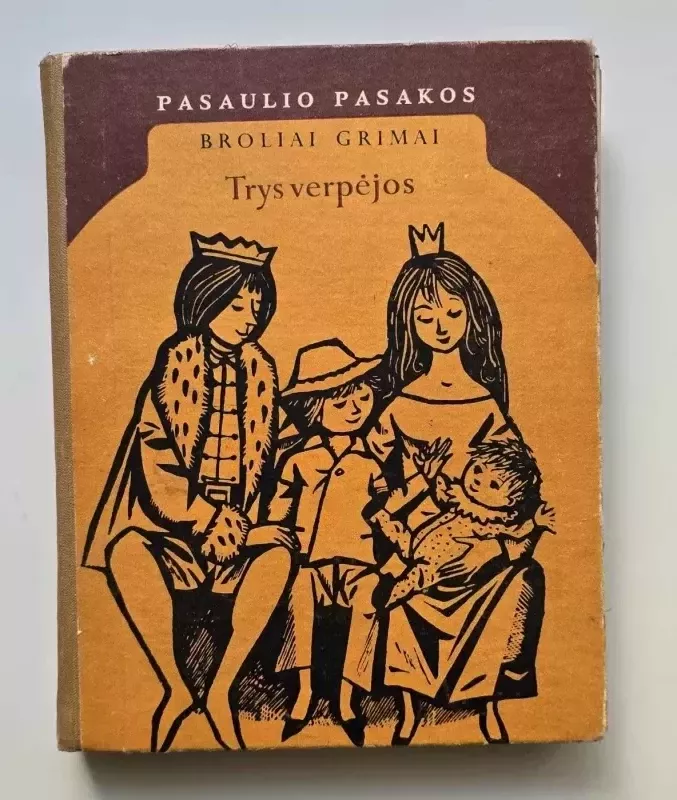 PASAULIO PASAKOS
BROLIAI GRIMAI
Trys verpėjos